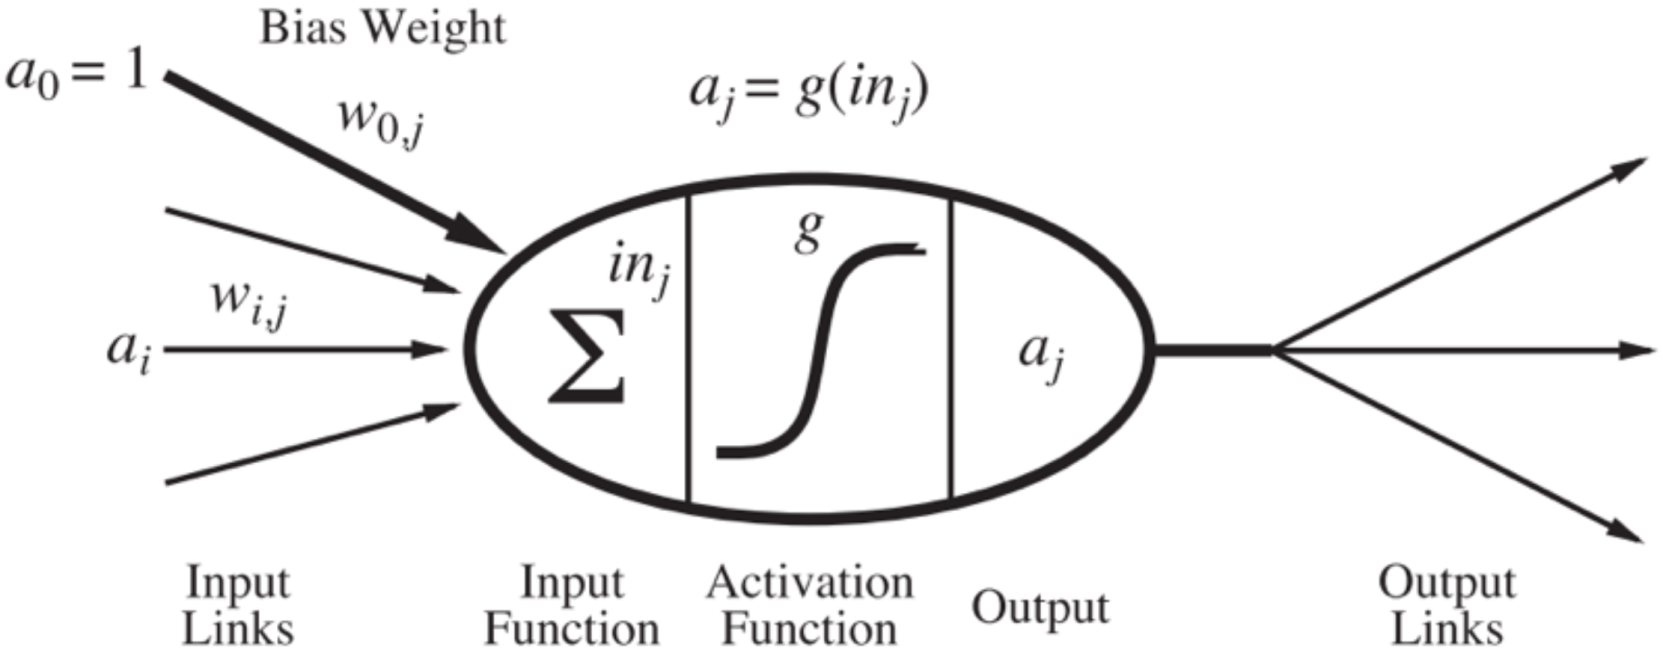 Bias Weight
a₀ = 1
w₀,ⱼ
aⱼ = g(inⱼ)
g
inⱼ
wᵢ,ⱼ
aᵢ
Σ
aⱼ
Input
Links
Input
Function
Activation
Function
Output
Output
Links